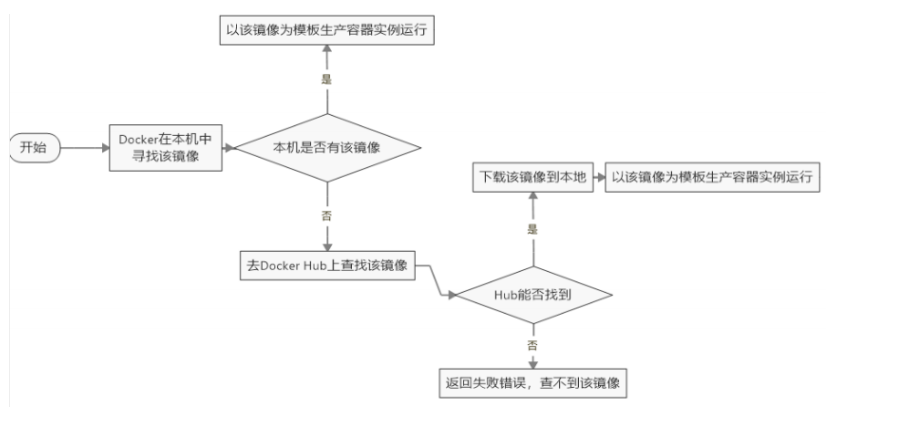 以该镜像为模板生产容器实例运行
是
开始
Docker在本机中
寻找该镜像
本机是否有该镜像
否
去Docker Hub上查找该镜像
下载该镜像到本地
以该镜像为模板生产容器实例运行
是
Hub能否找到
否
返回失败错误，查不到该镜像